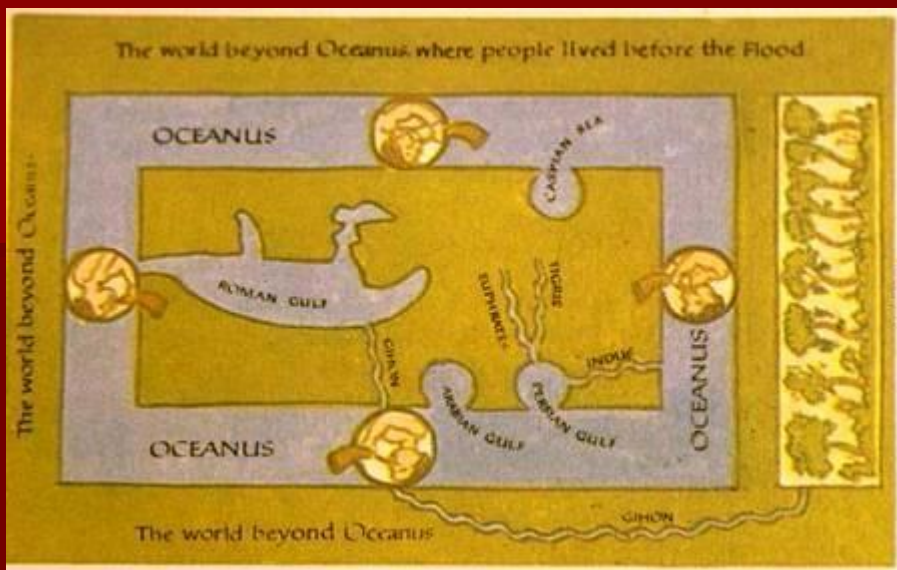 The world beyond Oceanus, where people lived before the Flood
OCEANUS
CASPIAN SEA
The world beyond Oceanus
ROMAN GULF
EUPHRATES
TIGRIS
GIHON
INDUS
ARABIAN GULF
PERSIAN GULF
OCEANUS
OCEANUS
GIHON
The world beyond Oceanus